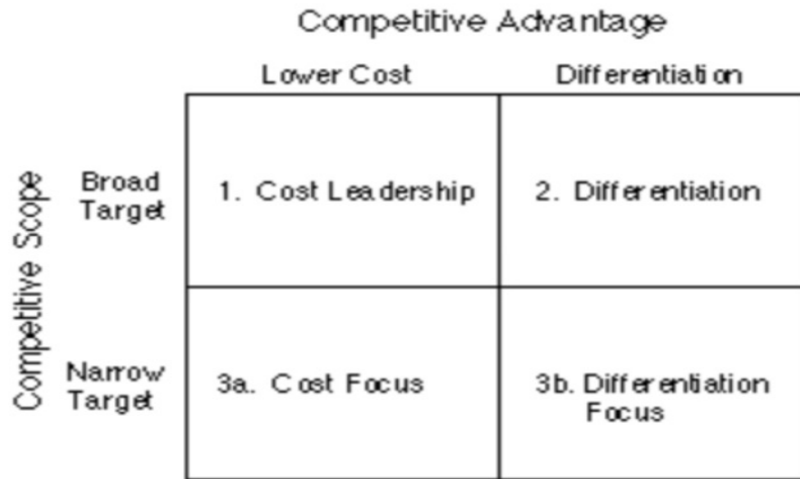 Competitive Advantage
Lower Cost
Differentiation
Competitive Scope
Broad
Target
1. Cost Leadership
2. Differentiation
Narrow
Target
3a. Cost Focus
3b. Differentiation
Focus